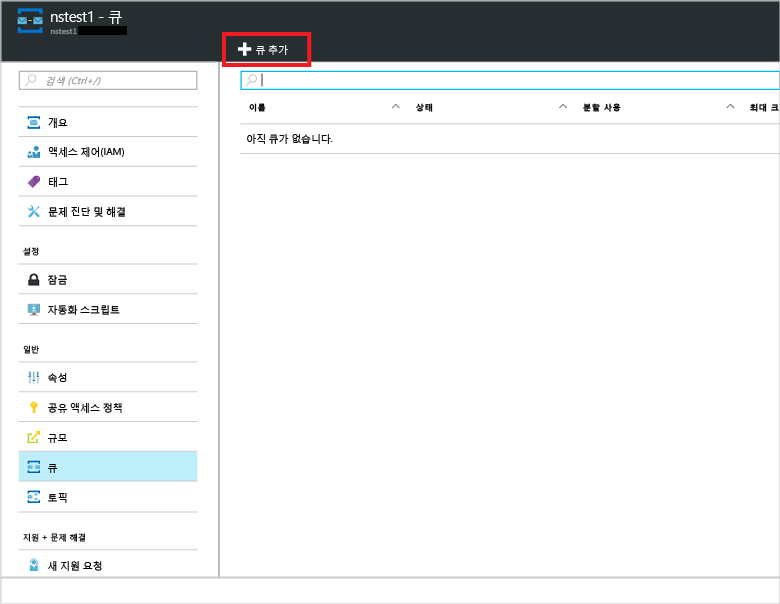 nstest1 - 큐
nstest1
큐 추가
검색 (Ctrl+/)
개요
액세스 제어(IAM)
태그
문제 진단 및 해결
설정
잠금
자동화 스크립트
일반
속성
공유 액세스 정책
규모
큐
토픽
지원 + 문제 해결
새 지원 요청
이름 상태 분할 사용 최대 크
아직 큐가 없습니다.